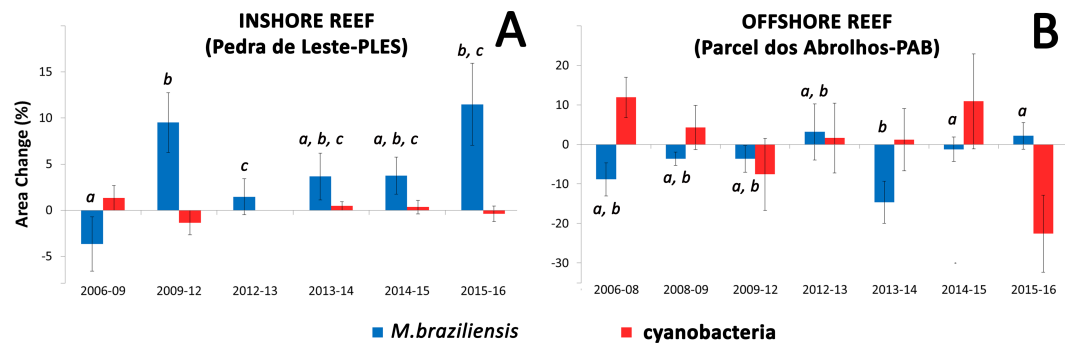 INSHORE REEF
(Pedra de Leste-PLES)
A
Area Change (%)
15
10
5
0
-5
a
b
c
a, b, c
a, b, c
b, c
2006-09
2009-12
2012-13
2013-14
2014-15
2015-16
OFFSHORE REEF
(Parcel dos Abrolhos-PAB)
B
20
10
0
-10
-20
-30
a, b
a, b
a, b
a, b
b
a
a
2006-08
2008-09
2009-12
2012-13
2013-14
2014-15
2015-16
M.braziliensis
cyanobacteria